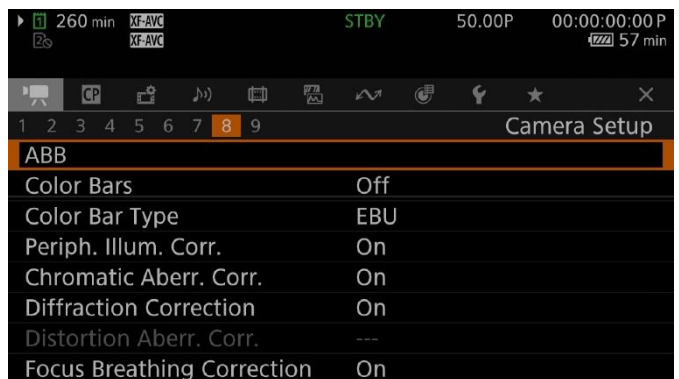 1 260 min XF-AVC STBY 50.00P 00:00:00:00 P
2 XF-AVC 57 min
CP
1 2 3 4 5 6 7 8 9 Camera Setup
ABB
Color Bars Off
Color Bar Type EBU
Periph. Illum. Corr. On
Chromatic Aberr. Corr. On
Diffraction Correction On
Distortion Aberr. Corr. ---
Focus Breathing Correction On